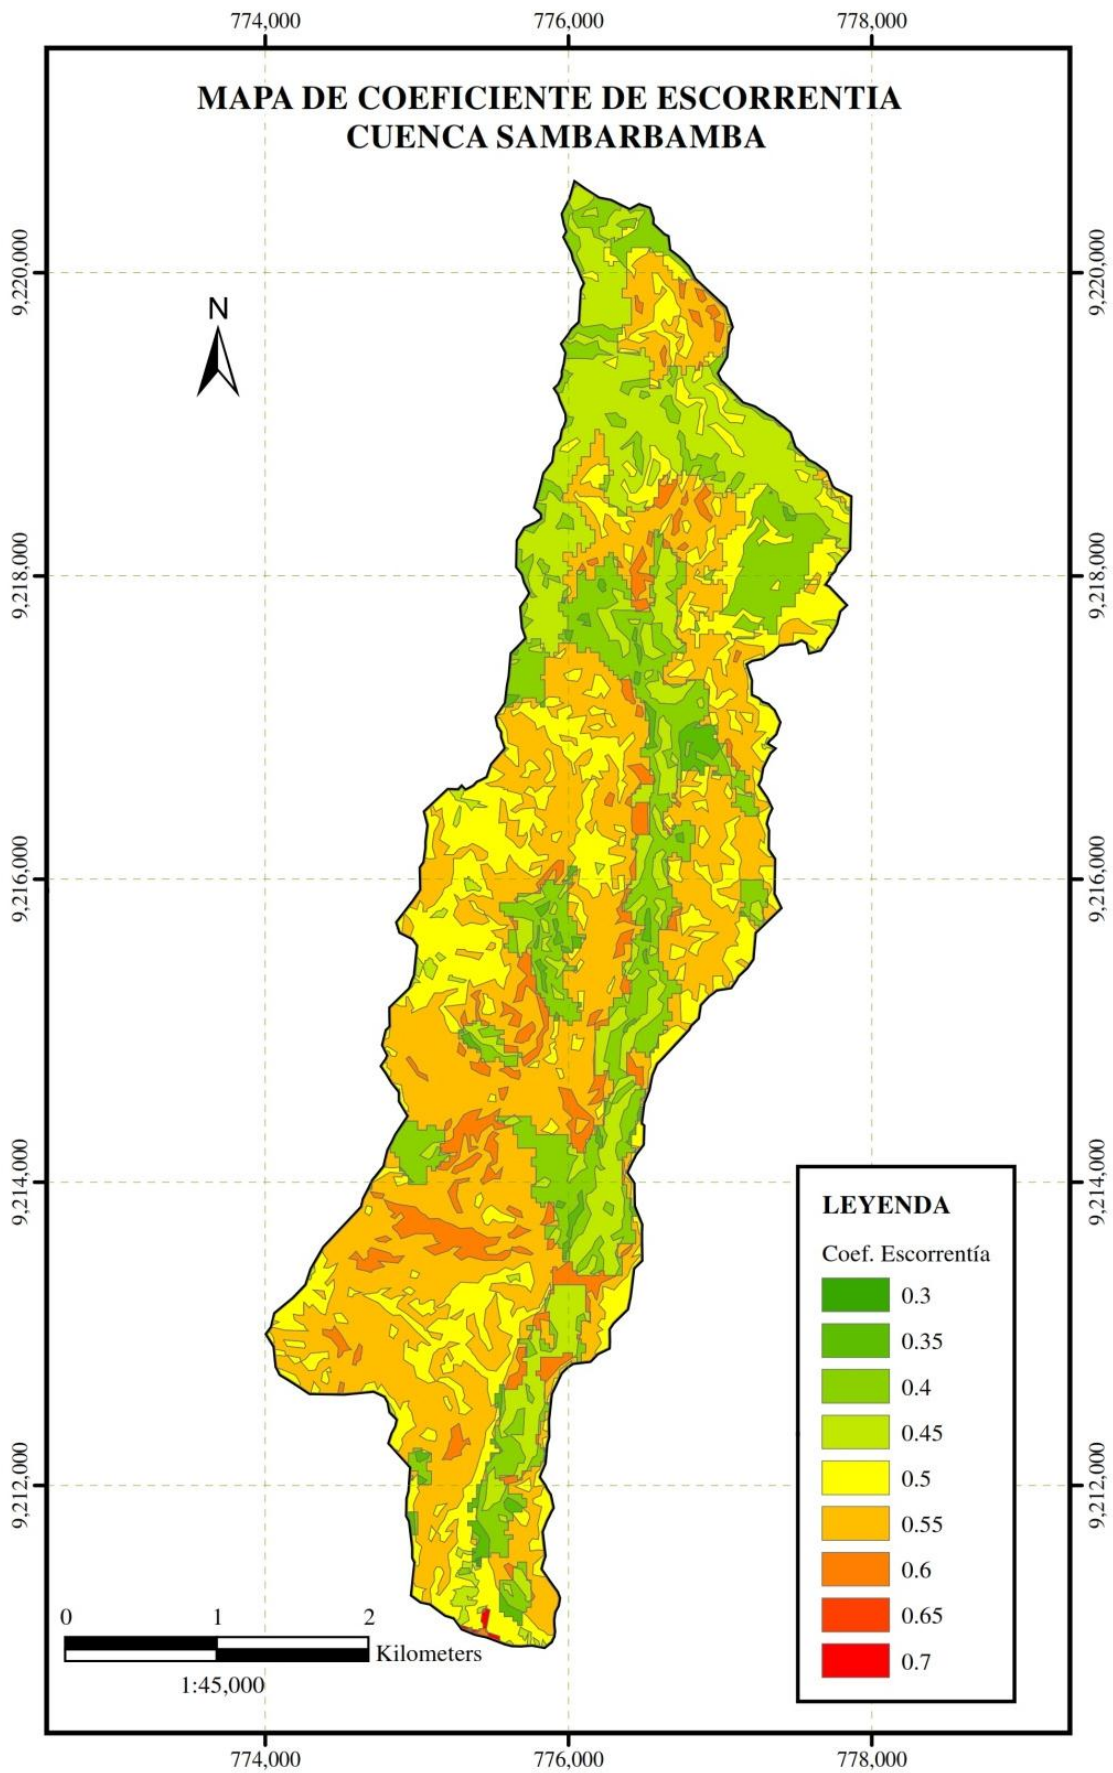 774,000 776,000 778,000
MAPA DE COEFICIENTE DE ESCORRENTIA
CUENCA SAMBARBAMBA
9,220,000 9,220,000
N
9,218,000 9,218,000
9,216,000 9,216,000
9,214,000 9,214,000
LEYENDA
Coef. Escorrentía
0.3
0.35
0.4
0.45
0.5
0.55
0.6
0.65
0.7
9,212,000 9,212,000
0 1 2
Kilometers
1:45,000
774,000 776,000 778,000